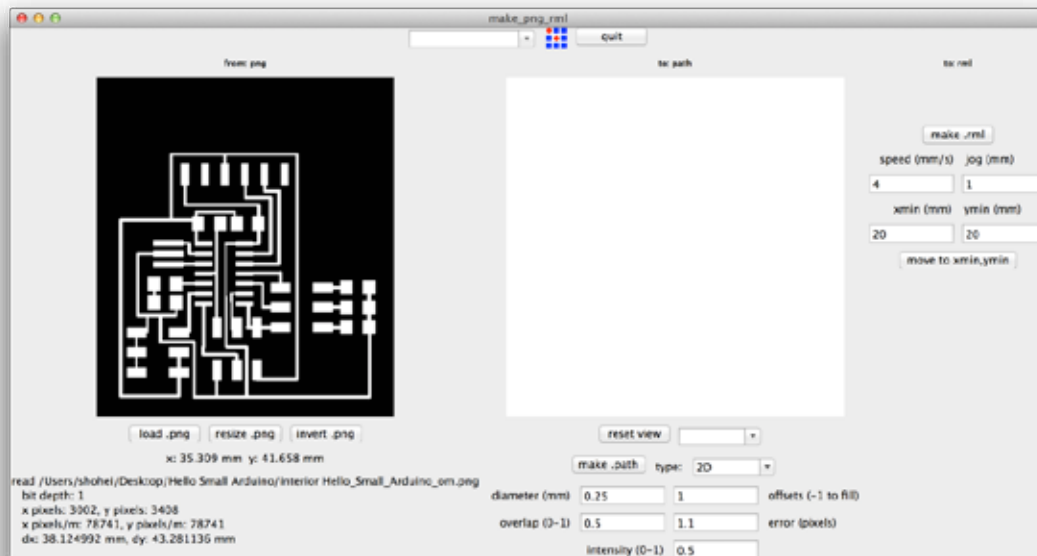 make_png_rml
quit
from: png
to: path
to: rml
make .rml
speed (mm/s) jog (mm)
4 1
xmin (mm) ymin (mm)
20 20
move to xmin,ymin
load .png resize .png invert .png
x: 35.309 mm y: 41.658 mm
read /Users/shohei/Desktop/Hello Small Arduino/interior Hello_Small_Arduino_om.png
bit depth: 1
x pixels: 3002, y pixels: 3408
x pixels/m: 78741, y pixels/m: 78741
dx: 38.124992 mm, dy: 43.281136 mm
reset view
make .path type: 2D
diameter (mm) 0.25 1 offsets (-1 to fill)
overlap (0-1) 0.5 1.1 error (pixels)
intensity (0-1) 0.5